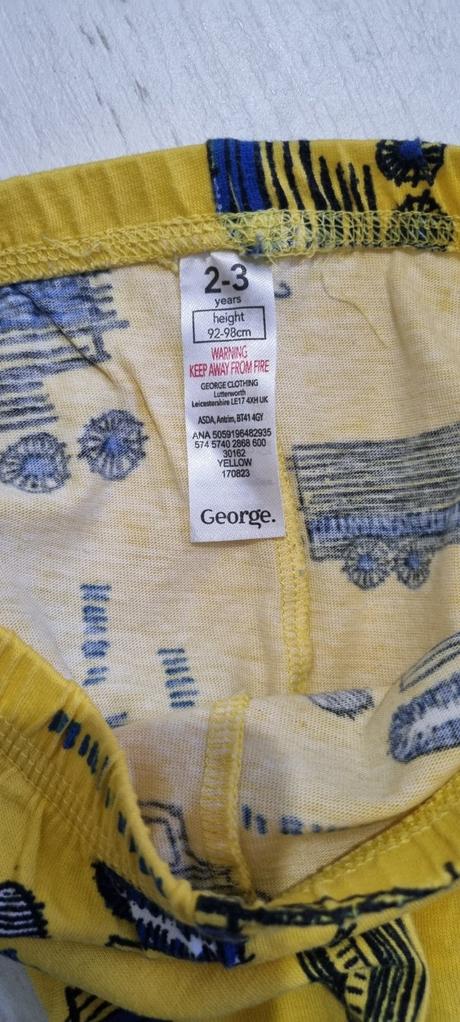 2-3
years
height
92-98cm
WARNING
KEEP AWAY FROM FIRE
GEORGE CLOTHING
Lutterworth
Leicestershire LE17 4XH UK
ASDA, Antrim, BT41 4GY
ANA 5059196482935
574 5740 2868 600
30162
YELLOW
170823
George.